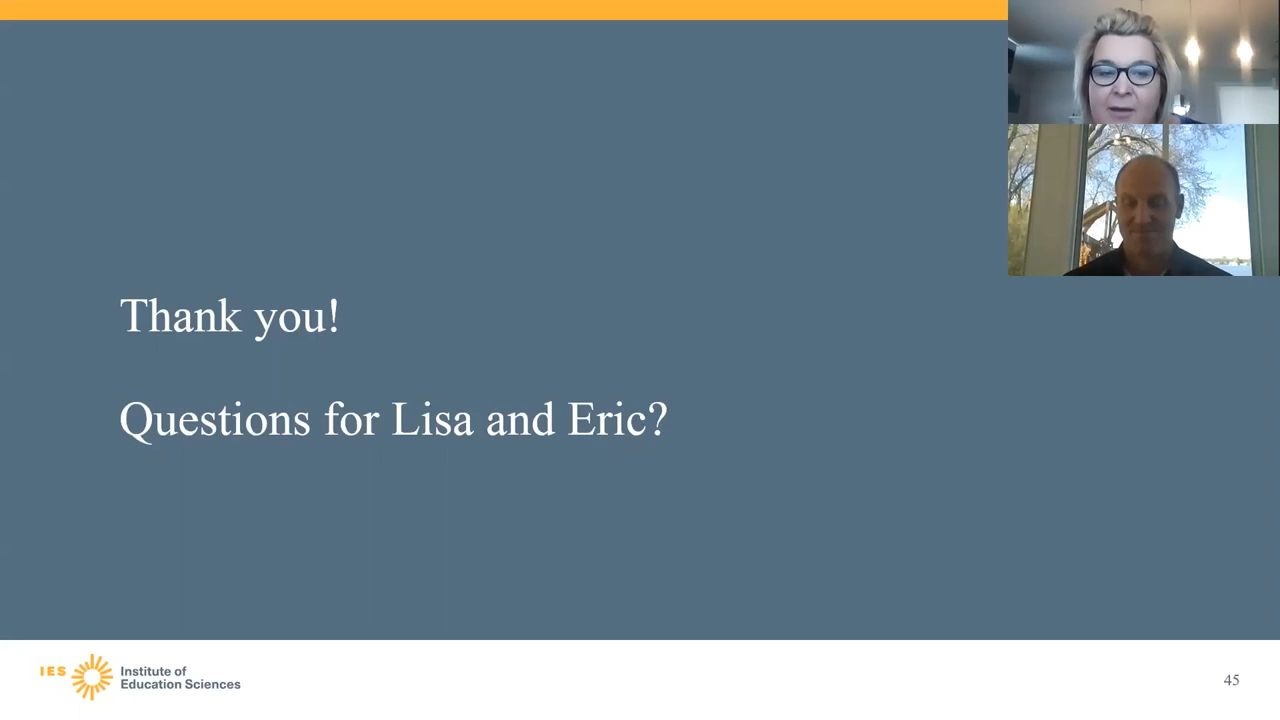 Thank you!
Questions for Lisa and Eric?
IES
Institute of
Education Sciences
45